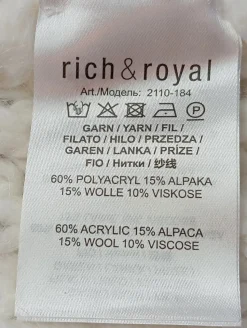 rich&royal
Art./Модель: 2110-184
GARN / YARN / FIL /
FILATO / HILO / PRZEDZA /
GAREN / LANKA / PRIZE /
FIO / Нитки / 纱线
60% POLYACRYL 15% ALPAKA
15% WOLLE 10% VISKOSE
60% ACRYLIC 15% ALPACA
15% WOOL 10% VISCOSE